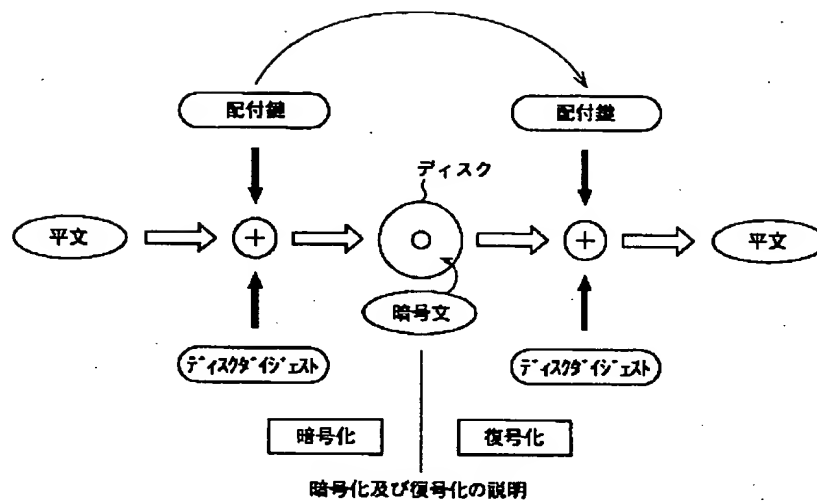 配付鍵
配付鍵
ディスク
平文
+
+
平文
暗号文
ディスクダイジェスト
ディスクダイジェスト
暗号化
復号化
暗号化及び復号化の説明